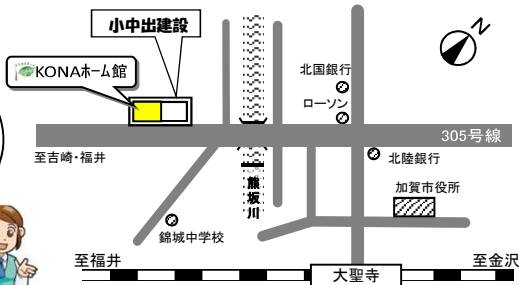 小中出建設
N
KONAホーム館
北国銀行
ローソン
305号線
至吉崎・福井
北陸銀行
熊坂川
加賀市役所
錦城中学校
至福井
至金沢
大聖寺